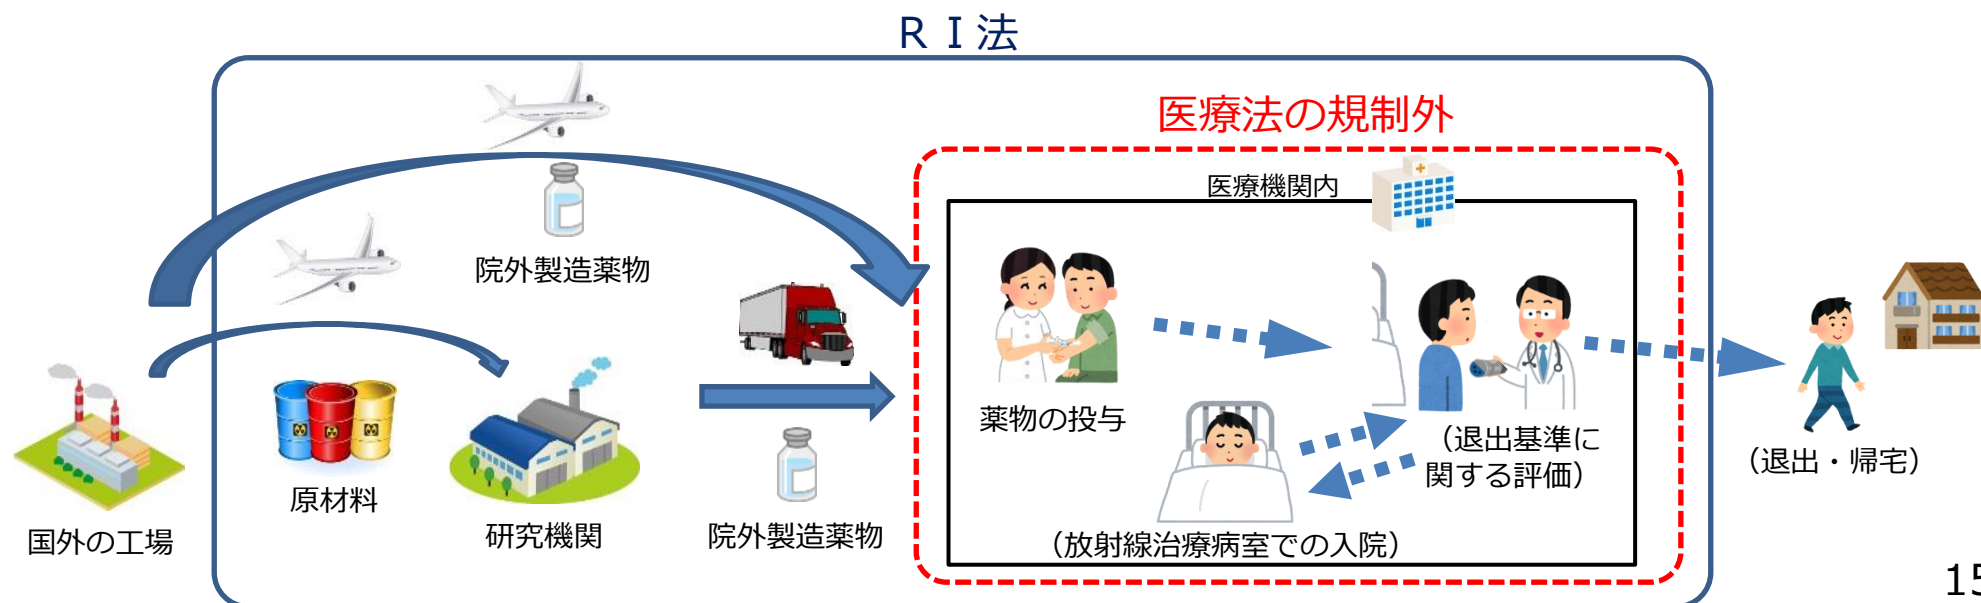 ＲＩ法
医療法の規制外
医療機関内
院外製造薬物
薬物の投与
（退出基準に
関する評価）
（退出・帰宅）
原材料
研究機関
院外製造薬物
国外の工場
（放射線治療病室での入院）
15